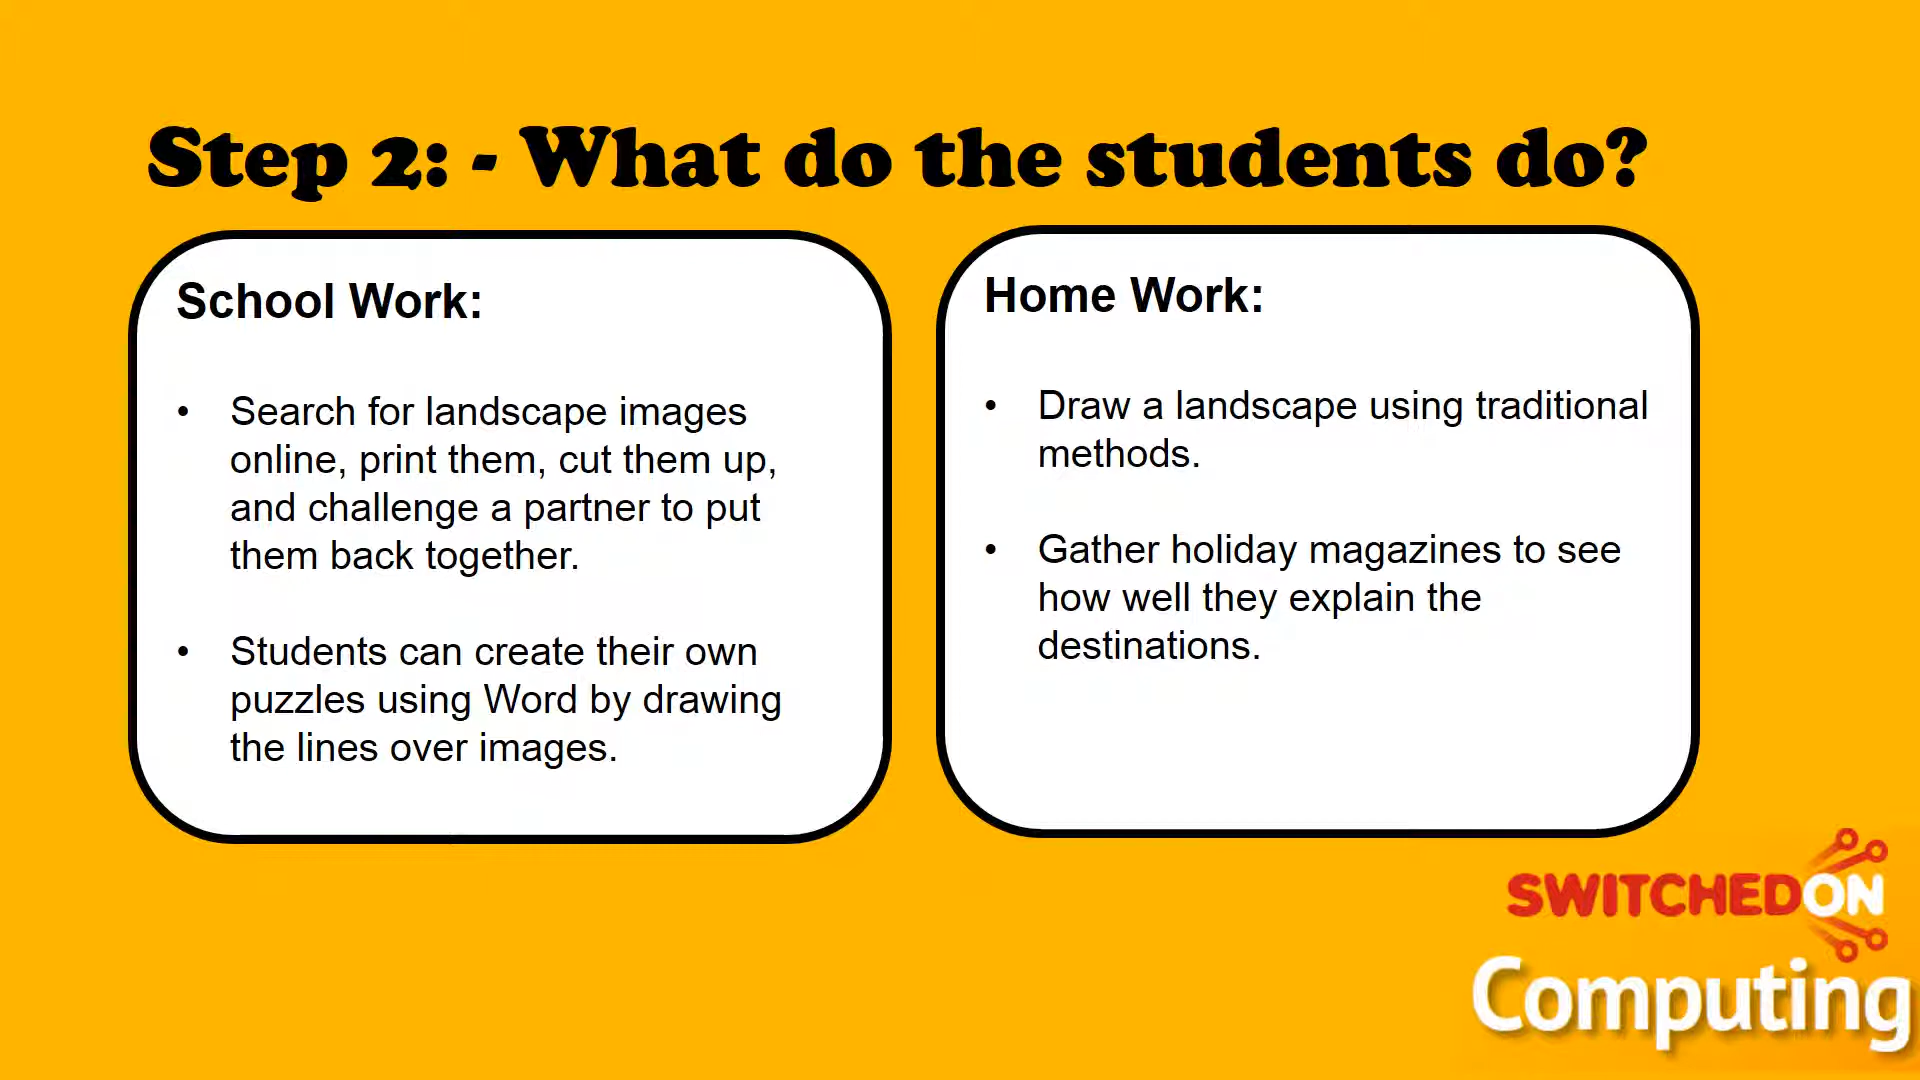 Step 2: - What do the students do?
School Work:
• Search for landscape images
online, print them, cut them up,
and challenge a partner to put
them back together.
• Students can create their own
puzzles using Word by drawing
the lines over images.
Home Work:
• Draw a landscape using traditional
methods.
• Gather holiday magazines to see
how well they explain the
destinations.
SWITCHEDON
Computing